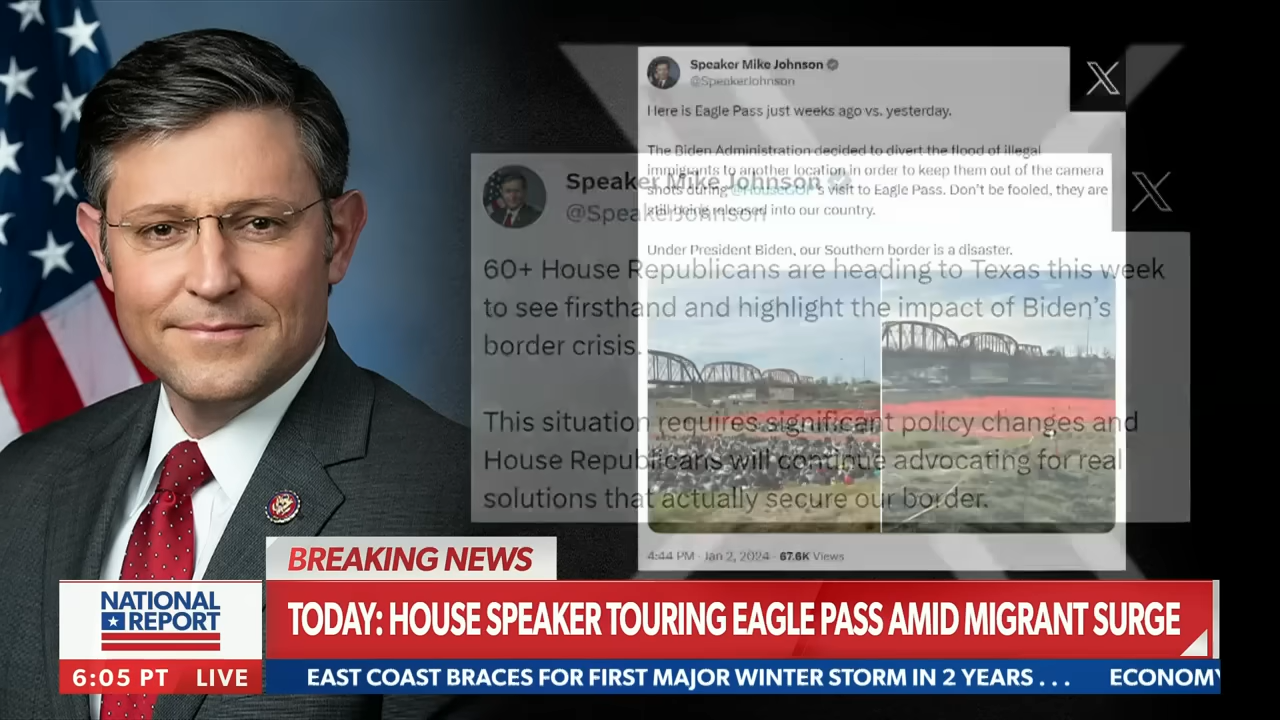 Speaker Mike Johnson
@SpeakerJohnson
Here is Eagle Pass just weeks ago vs. yesterday.
The Biden Administration decided to divert the flood of illegal
immigrants to another location in order to keep them out of the camera
shots during @HouseGOP's visit to Eagle Pass. Don't be fooled, they are
still being released into our country.
Under President Biden, our Southern border is a disaster.
4:44 PM · Jan 2, 2024 · 67.6K Views
Speaker Mike Johnson
@SpeakerJohnson
60+ House Republicans are heading to Texas this week
to see firsthand and highlight the impact of Biden's
border crisis.
This situation requires significant policy changes and
House Republicans will continue advocating for real
solutions that actually secure our border.
BREAKING NEWS
NATIONAL
REPORT
TODAY: HOUSE SPEAKER TOURING EAGLE PASS AMID MIGRANT SURGE
6:05 PT LIVE
EAST COAST BRACES FOR FIRST MAJOR WINTER STORM IN 2 YEARS . . . ECONOMY